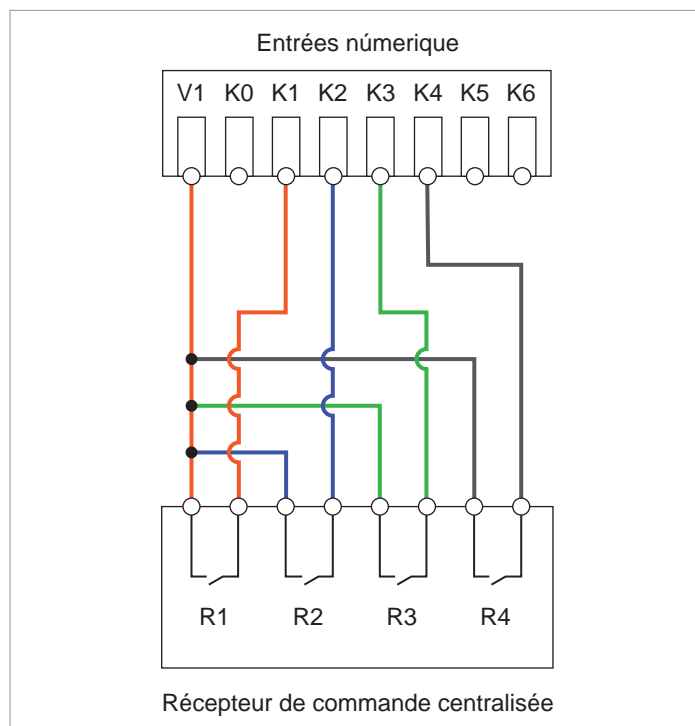 Entrées númerique
V1 K0 K1 K2 K3 K4 K5 K6
R1 R2 R3 R4
Récepteur de commande centralisée